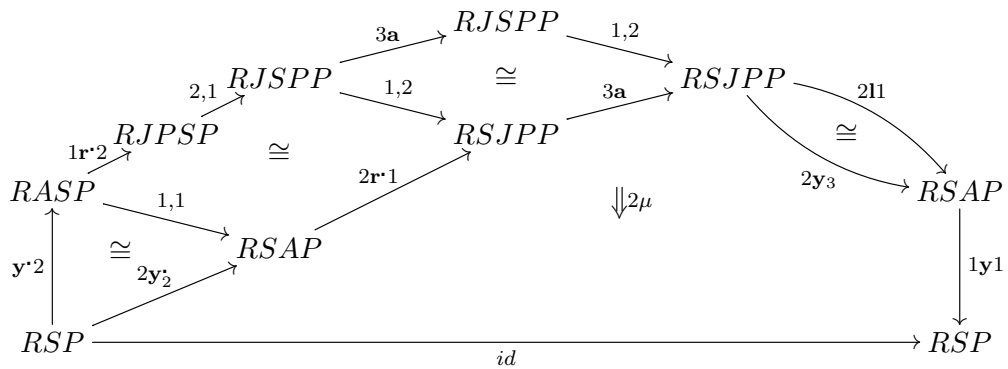 RJSPP
3a 1,2
RJSPP ≅ RSJPP
2,1 1,2 3a 2l1
RJPSP RSJPP ≅
1r·2 ≅ 2r·1 2y₃
RASP RSAP
1,1 ⇓2μ
≅ RSAP
y·2 2y·₂ 1y1
RSP RSP
id